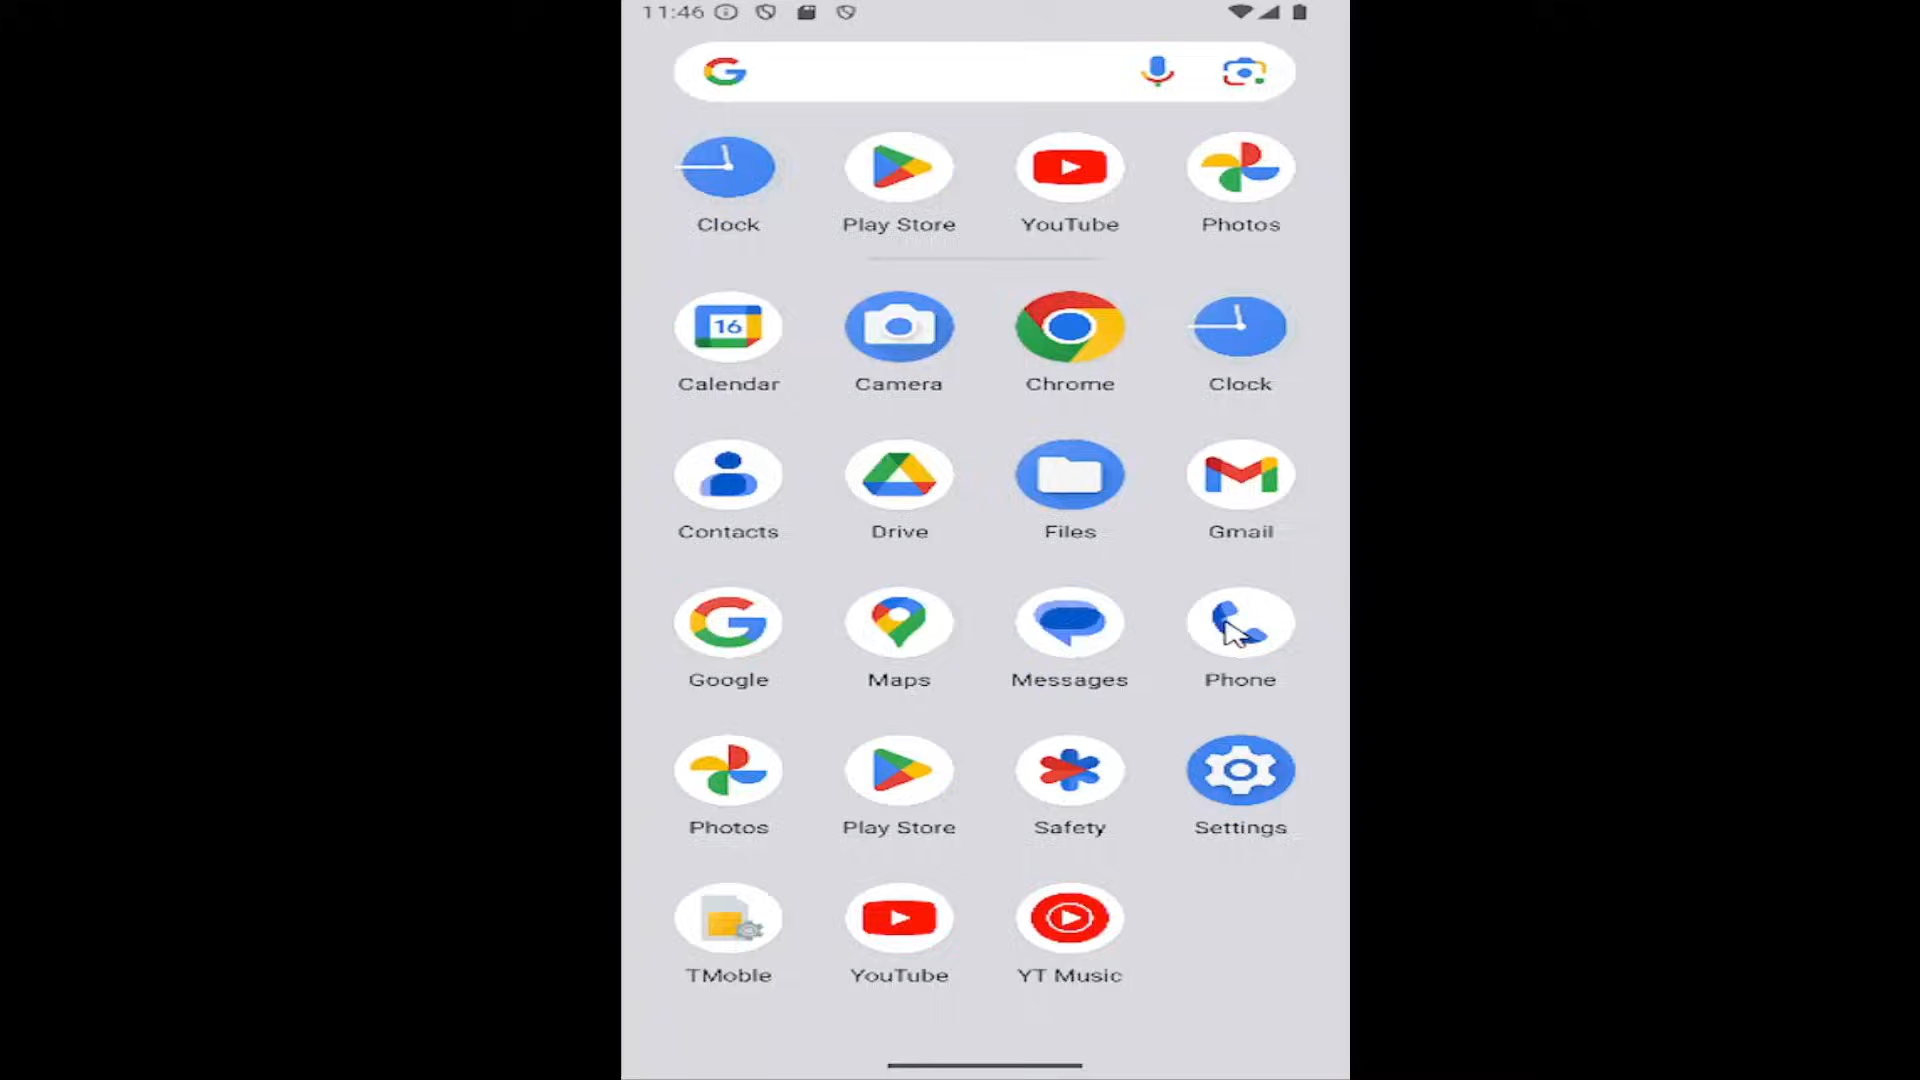 11:46
Clock Play Store YouTube Photos
16
Calendar Camera Chrome Clock
Contacts Drive Files Gmail
Google Maps Messages Phone
Photos Play Store Safety Settings
TMoble YouTube YT Music